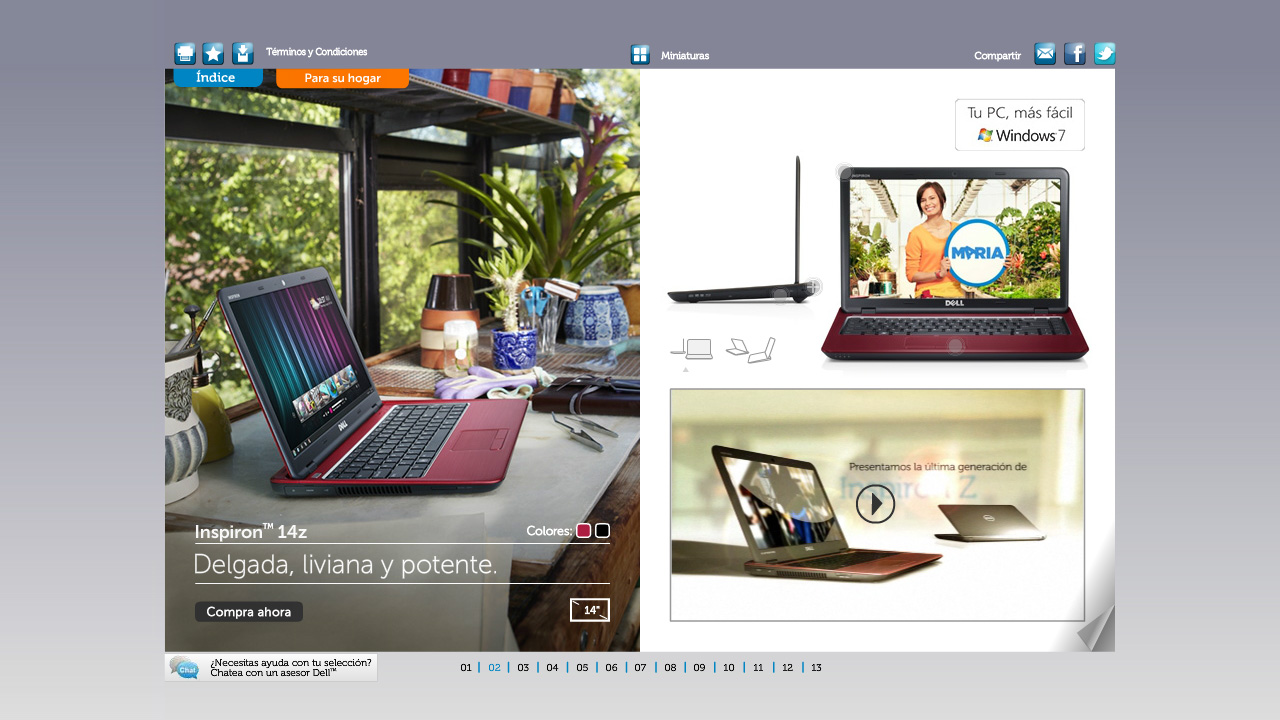 Términos y Condiciones
Miniaturas
Compartir
Índice
Para su hogar
Tu PC, más fácil
Windows 7
MARIA
DELL
DELL
Presentamos la última generación de
Inspiron Z
Inspiron™ 14z
Colores:
Delgada, liviana y potente.
Compra ahora
14"
Chat
¿Necesitas ayuda con tu selección?
Chatea con un asesor Dell™
01 | 02 | 03 | 04 | 05 | 06 | 07 | 08 | 09 | 10 | 11 | 12 | 13